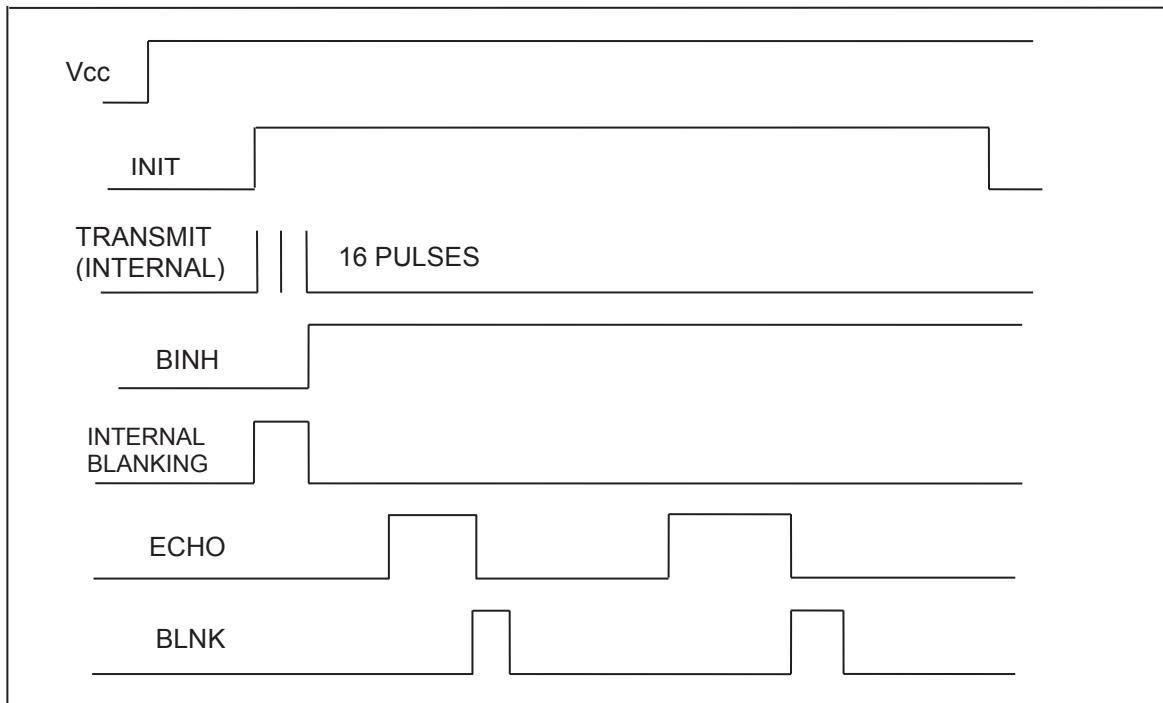 Vcc
INIT
TRANSMIT
(INTERNAL)
16 PULSES
BINH
INTERNAL
BLANKING
ECHO
BLNK